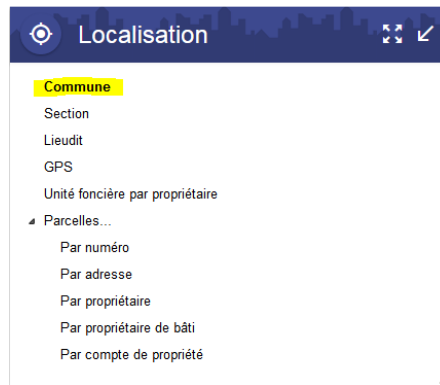 Localisation
Commune
Section
Lieudit
GPS
Unité foncière par propriétaire
Parcelles...
Par numéro
Par adresse
Par propriétaire
Par propriétaire de bâti
Par compte de propriété